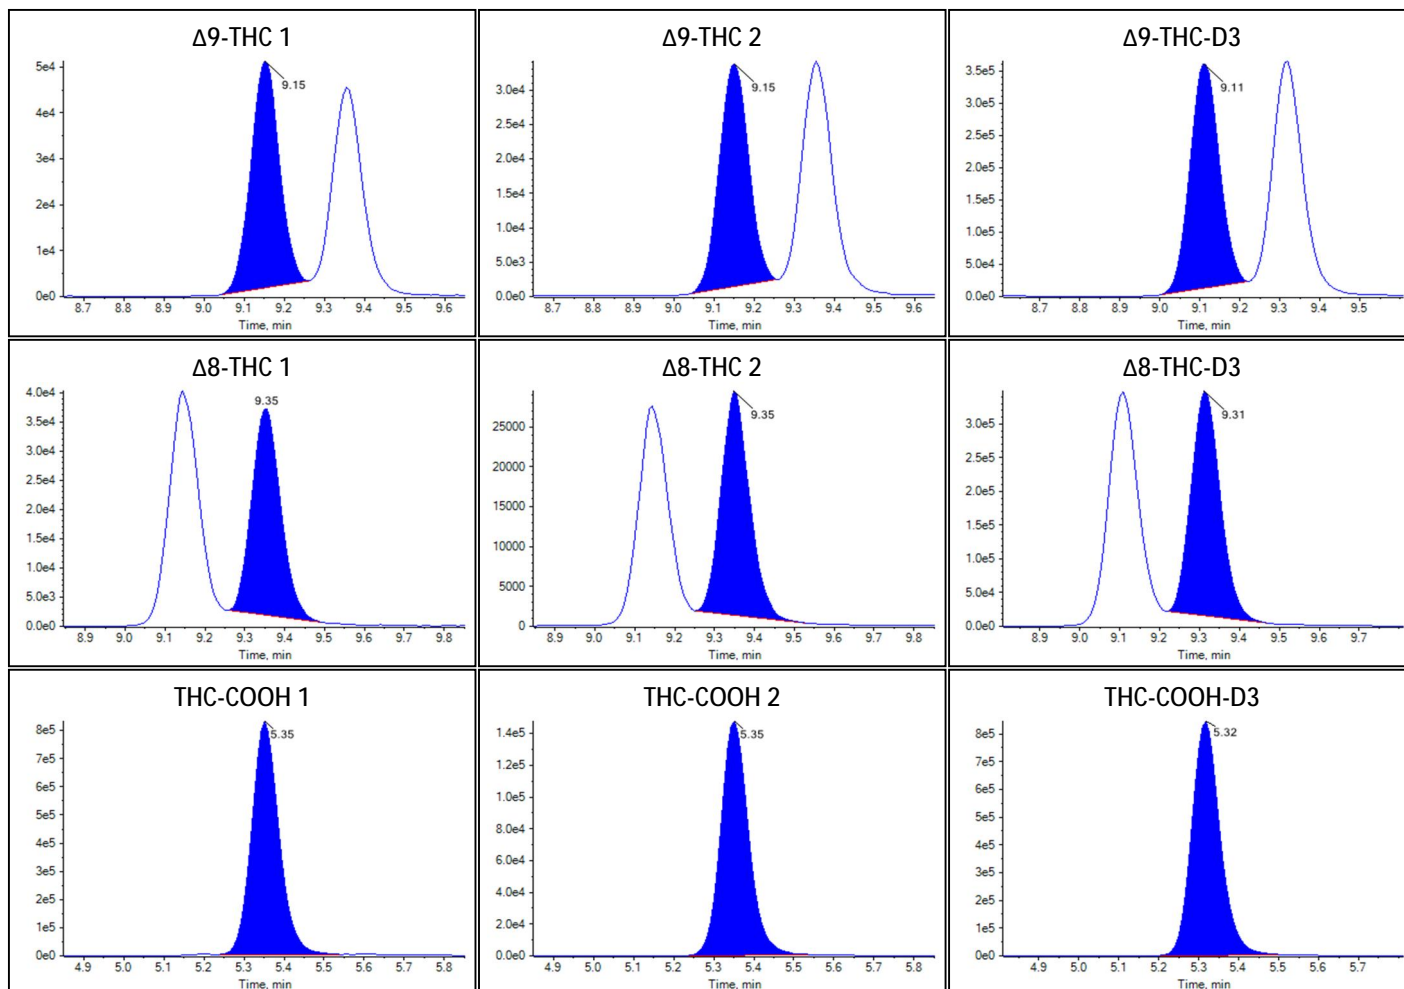 Δ9-THC 1
5e4
4e4
3e4
2e4
1e4
0e0
9.15
8.7 8.8 8.9 9.0 9.1 9.2 9.3 9.4 9.5 9.6
Time, min
Δ9-THC 2
3.0e4
2.5e4
2.0e4
1.5e4
1.0e4
5.0e3
0.0e0
9.15
8.7 8.8 8.9 9.0 9.1 9.2 9.3 9.4 9.5 9.6
Time, min
Δ9-THC-D3
3.5e5
3.0e5
2.5e5
2.0e5
1.5e5
1.0e5
5.0e4
0.0e0
9.11
8.7 8.8 8.9 9.0 9.1 9.2 9.3 9.4 9.5
Time, min
Δ8-THC 1
4.0e4
3.5e4
3.0e4
2.5e4
2.0e4
1.5e4
1.0e4
5.0e3
0.0e0
9.35
8.9 9.0 9.1 9.2 9.3 9.4 9.5 9.6 9.7 9.8
Time, min
Δ8-THC 2
25000
20000
15000
10000
5000
0
9.35
8.9 9.0 9.1 9.2 9.3 9.4 9.5 9.6 9.7 9.8
Time, min
Δ8-THC-D3
3.0e5
2.5e5
2.0e5
1.5e5
1.0e5
5.0e4
0.0e0
9.31
8.9 9.0 9.1 9.2 9.3 9.4 9.5 9.6 9.7
Time, min
THC-COOH 1
8e5
7e5
6e5
5e5
4e5
3e5
2e5
1e5
0e0
5.35
4.9 5.0 5.1 5.2 5.3 5.4 5.5 5.6 5.7 5.8
Time, min
THC-COOH 2
1.4e5
1.2e5
1.0e5
8.0e4
6.0e4
4.0e4
2.0e4
0.0e0
5.35
4.9 5.0 5.1 5.2 5.3 5.4 5.5 5.6 5.7 5.8
Time, min
THC-COOH-D3
8e5
7e5
6e5
5e5
4e5
3e5
2e5
1e5
0e0
5.32
4.9 5.0 5.1 5.2 5.3 5.4 5.5 5.6 5.7
Time, min